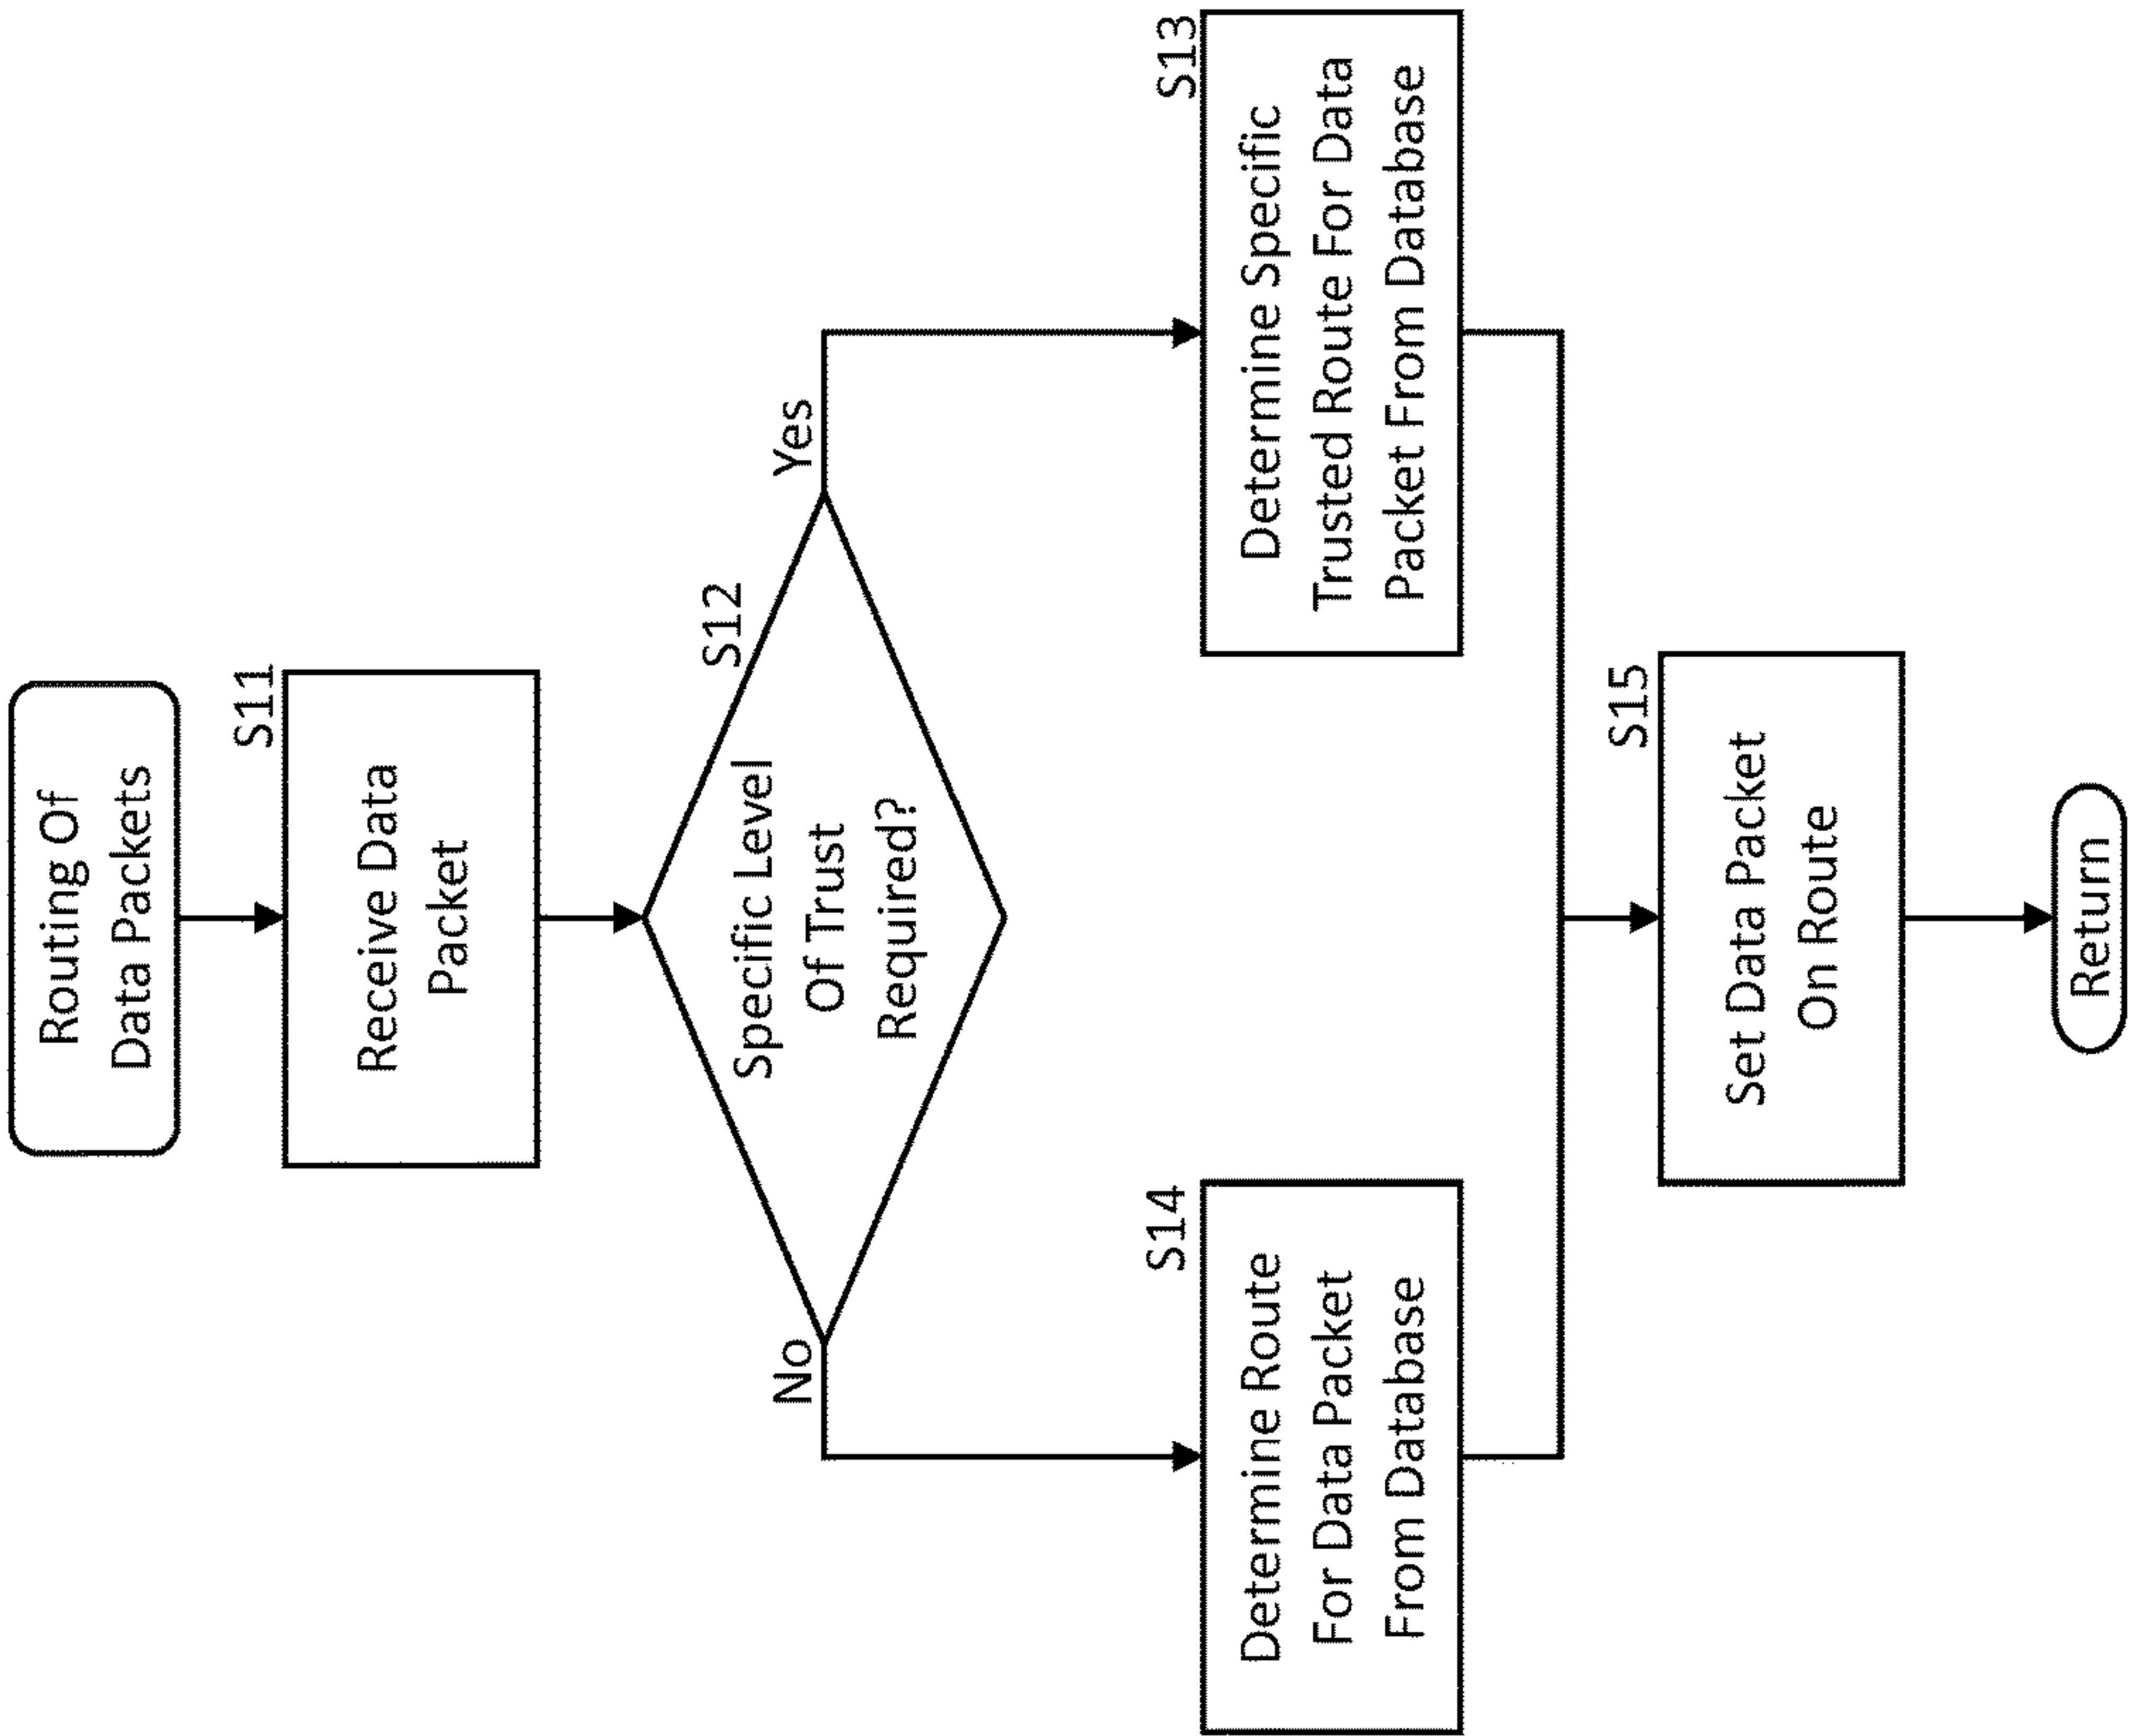 Routing Of
Data Packets
S11
Receive Data
Packet
S12
Specific Level
Of Trust
Required?
No
Yes
S14
Determine Route
For Data Packet
From Database
S13
Determine Specific
Trusted Route For Data
Packet From Database
S15
Set Data Packet
On Route
Return